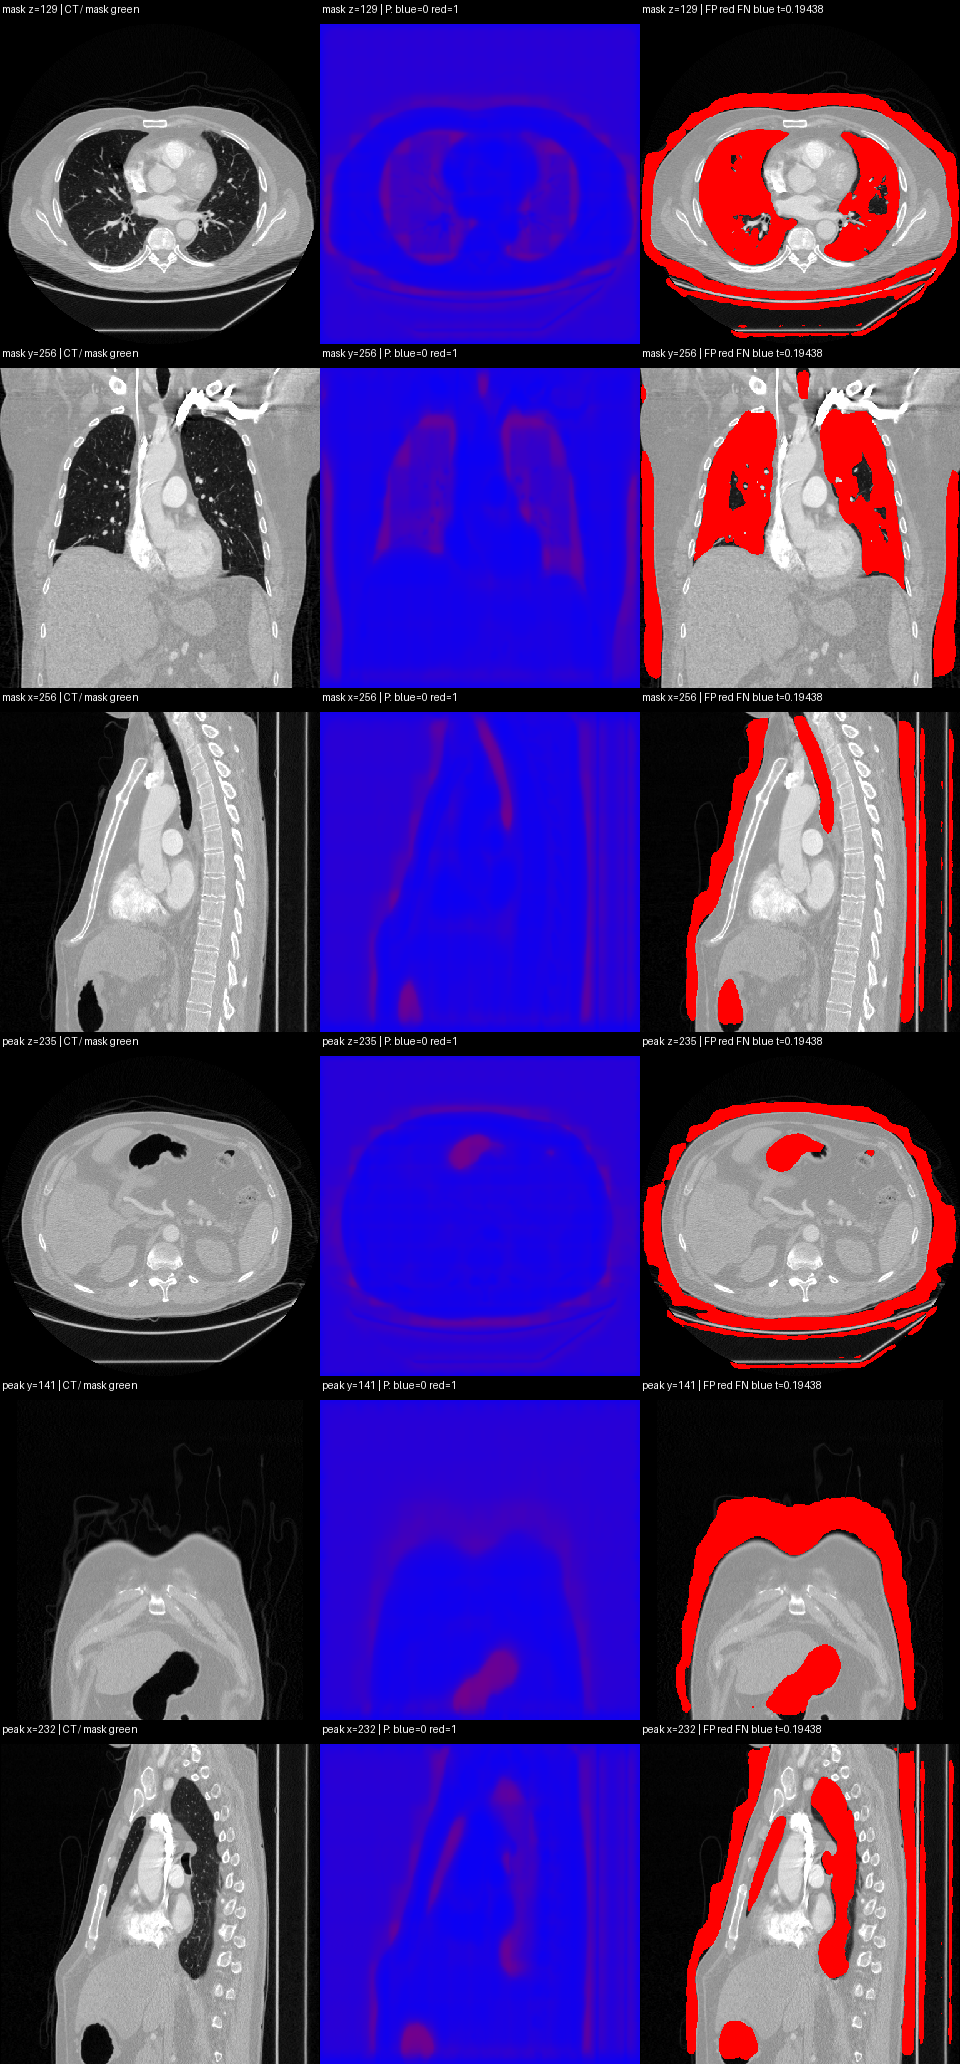 mask z=129 | CT / mask green
mask z=129 | P: blue=0 red=1
mask z=129 | FP red FN blue t=0.19438
mask y=256 | CT / mask green
mask y=256 | P: blue=0 red=1
mask y=256 | FP red FN blue t=0.19438
mask x=256 | CT / mask green
mask x=256 | P: blue=0 red=1
mask x=256 | FP red FN blue t=0.19438
peak z=235 | CT / mask green
peak z=235 | P: blue=0 red=1
peak z=235 | FP red FN blue t=0.19438
peak y=141 | CT / mask green
peak y=141 | P: blue=0 red=1
peak y=141 | FP red FN blue t=0.19438
peak x=232 | CT / mask green
peak x=232 | P: blue=0 red=1
peak x=232 | FP red FN blue t=0.19438